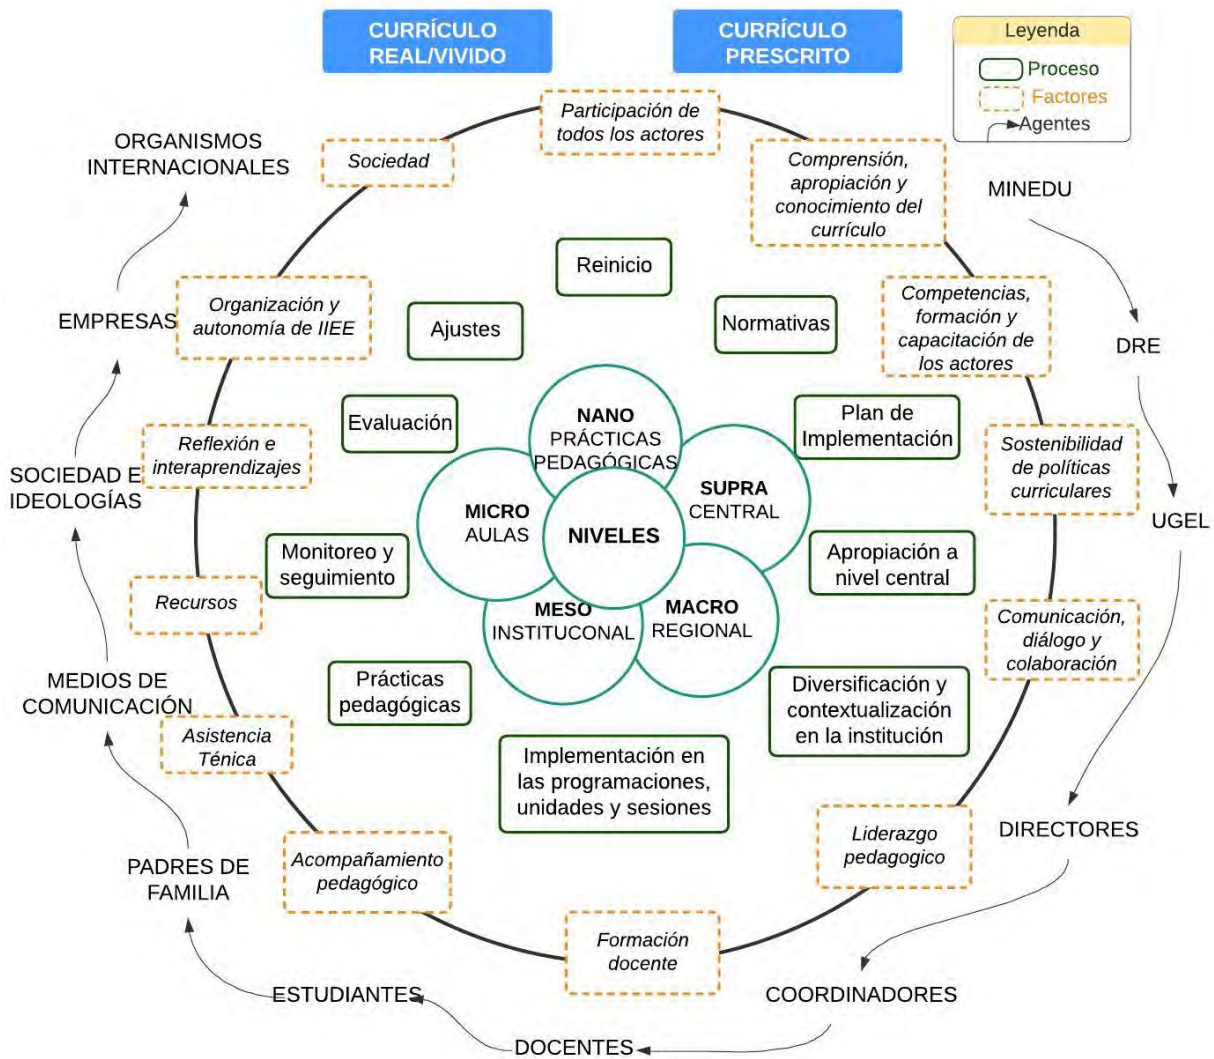 CURRÍCULO
REAL/VIVIDO
CURRÍCULO
PRESCRITO
Leyenda
Proceso
Factores
Agentes
Participación de
todos los actores
Comprensión,
apropiación y
conocimiento del
currículo
Competencias,
formación y
capacitación de
los actores
Sostenibilidad
de políticas
curriculares
Comunicación,
diálogo y
colaboración
Liderazgo
pedagogico
Formación
docente
Acompañamiento
pedagógico
Asistencia
Ténica
Recursos
Reflexión e
interaprendizajes
Organización y
autonomía de IIEE
Sociedad
MINEDU
DRE
UGEL
DIRECTORES
COORDINADORES
DOCENTES
ESTUDIANTES
PADRES DE
FAMILIA
MEDIOS DE
COMUNICACIÓN
SOCIEDAD E
IDEOLOGÍAS
EMPRESAS
ORGANISMOS
INTERNACIONALES
Reinicio
Normativas
Plan de
Implementación
Apropiación a
nivel central
Diversificación y
contextualización
en la institución
Implementación en
las programaciones,
unidades y sesiones
Prácticas
pedagógicas
Monitoreo y
seguimiento
Evaluación
Ajustes
NANO
PRÁCTICAS
PEDAGÓGICAS
SUPRA
CENTRAL
MACRO
REGIONAL
MESO
INSTITUCONAL
MICRO
AULAS
NIVELES